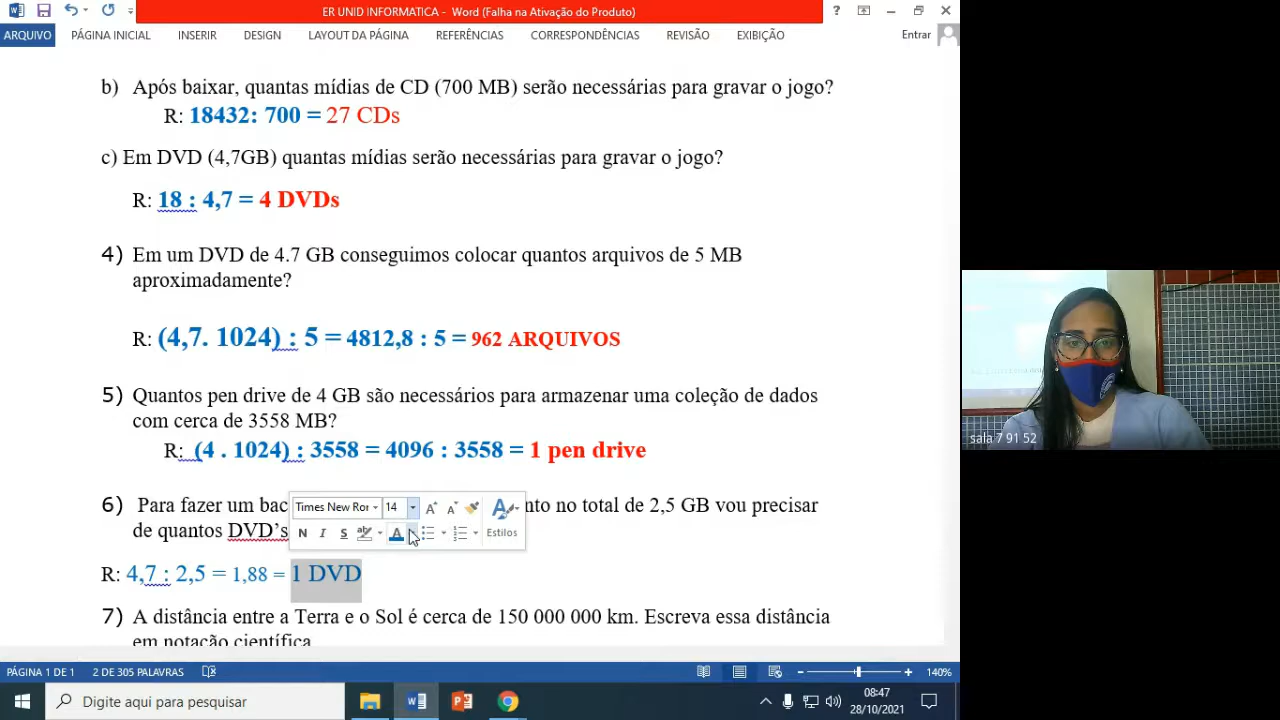 ER UNID INFORMATICA - Word (Falha na Ativação do Produto)
?
ARQUIVO PÁGINA INICIAL INSERIR DESIGN LAYOUT DA PÁGINA REFERÊNCIAS CORRESPONDÊNCIAS REVISÃO EXIBIÇÃO Entrar
b) Após baixar, quantas mídias de CD (700 MB) serão necessárias para gravar o jogo?
R: 18432: 700 = 27 CDs
c) Em DVD (4,7GB) quantas mídias serão necessárias para gravar o jogo?
R: 18 : 4,7 = 4 DVDs
4) Em um DVD de 4.7 GB conseguimos colocar quantos arquivos de 5 MB
aproximadamente?
R: (4,7. 1024) : 5 = 4812,8 : 5 = 962 ARQUIVOS
5) Quantos pen drive de 4 GB são necessários para armazenar uma coleção de dados
com cerca de 3558 MB?
R: (4 . 1024) : 3558 = 4096 : 3558 = 1 pen drive
6) Para fazer um bac nto no total de 2,5 GB vou precisar
de quantos DVD's
Times New Ror 14
N I S aby A Estilos
R: 4,7 : 2,5 = 1,88 = 1 DVD
7) A distância entre a Terra e o Sol é cerca de 150 000 000 km. Escreva essa distância
em notação científica.
sala 7 91 52
PÁGINA 1 DE 1 2 DE 305 PALAVRAS 140%
Digite aqui para pesquisar
08:47
28/10/2021